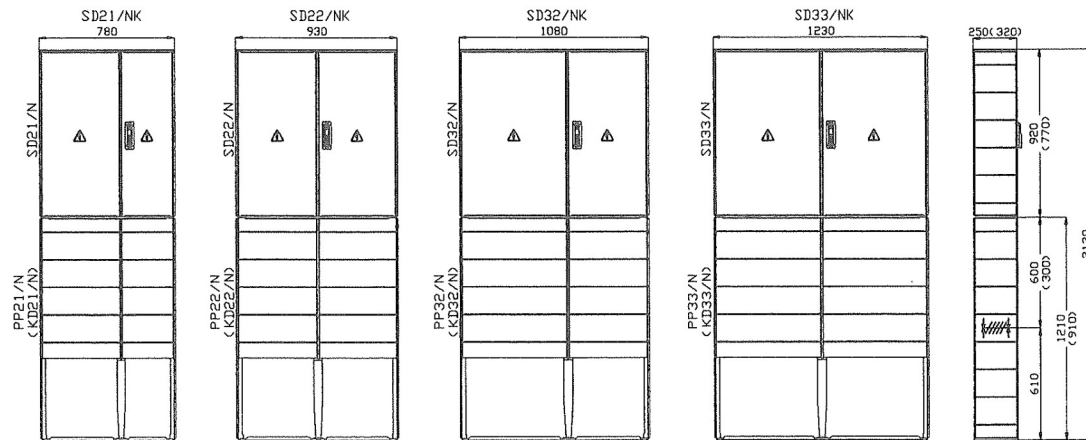 SD21/NK
780
SD21/N
PP21/N
(KD21/N)
SD22/NK
930
SD22/N
PP22/N
(KD22/N)
SD32/NK
1080
SD32/N
PP32/N
(KD32/N)
SD33/NK
1230
SD33/N
PP33/N
(KD33/N)
250(320)
920
(770)
600
(300)
1210
(910)
610